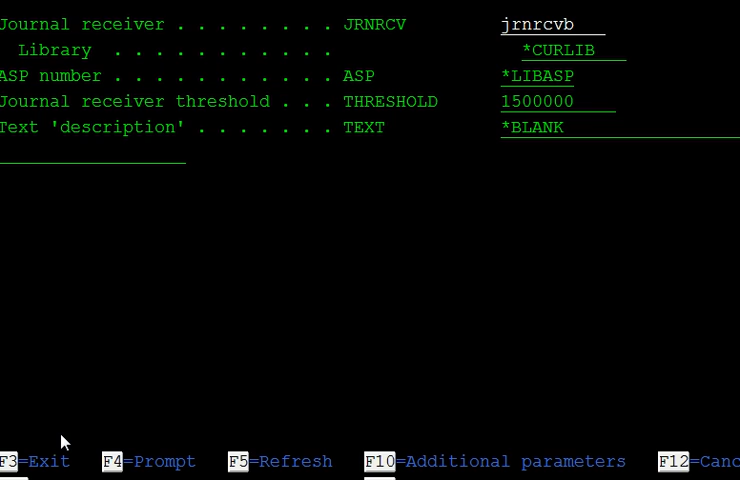 Journal receiver . . . . . . . . JRNRCV jrnrcvb
Library . . . . . . . . . . . *CURLIB
ASP number . . . . . . . . . . . ASP *LIBASP
Journal receiver threshold . . . THRESHOLD 1500000
Text 'description' . . . . . . . TEXT *BLANK
F3=Exit F4=Prompt F5=Refresh F10=Additional parameters F12=Canc